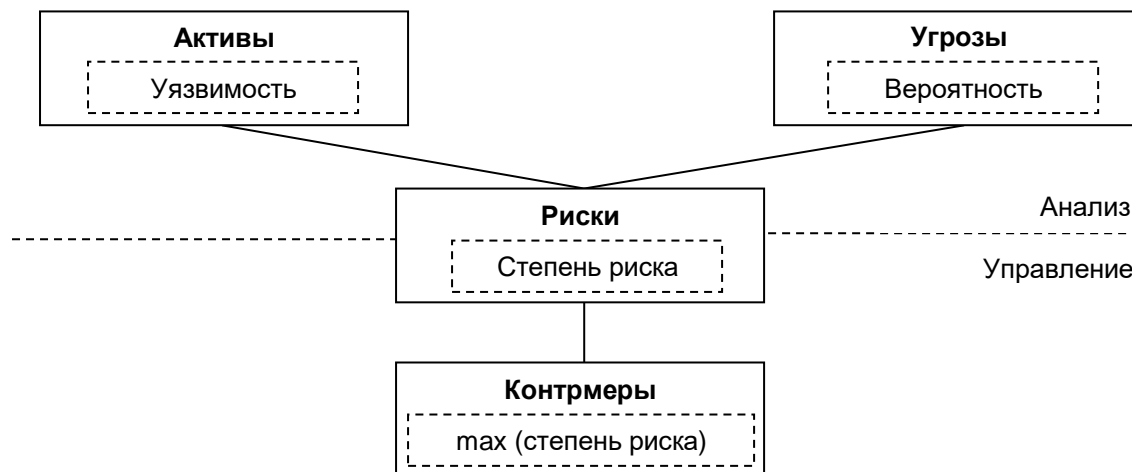 Активы
Уязвимость
Угрозы
Вероятность
Риски
Степень риска
Анализ
Управление
Контрмеры
max (степень риска)